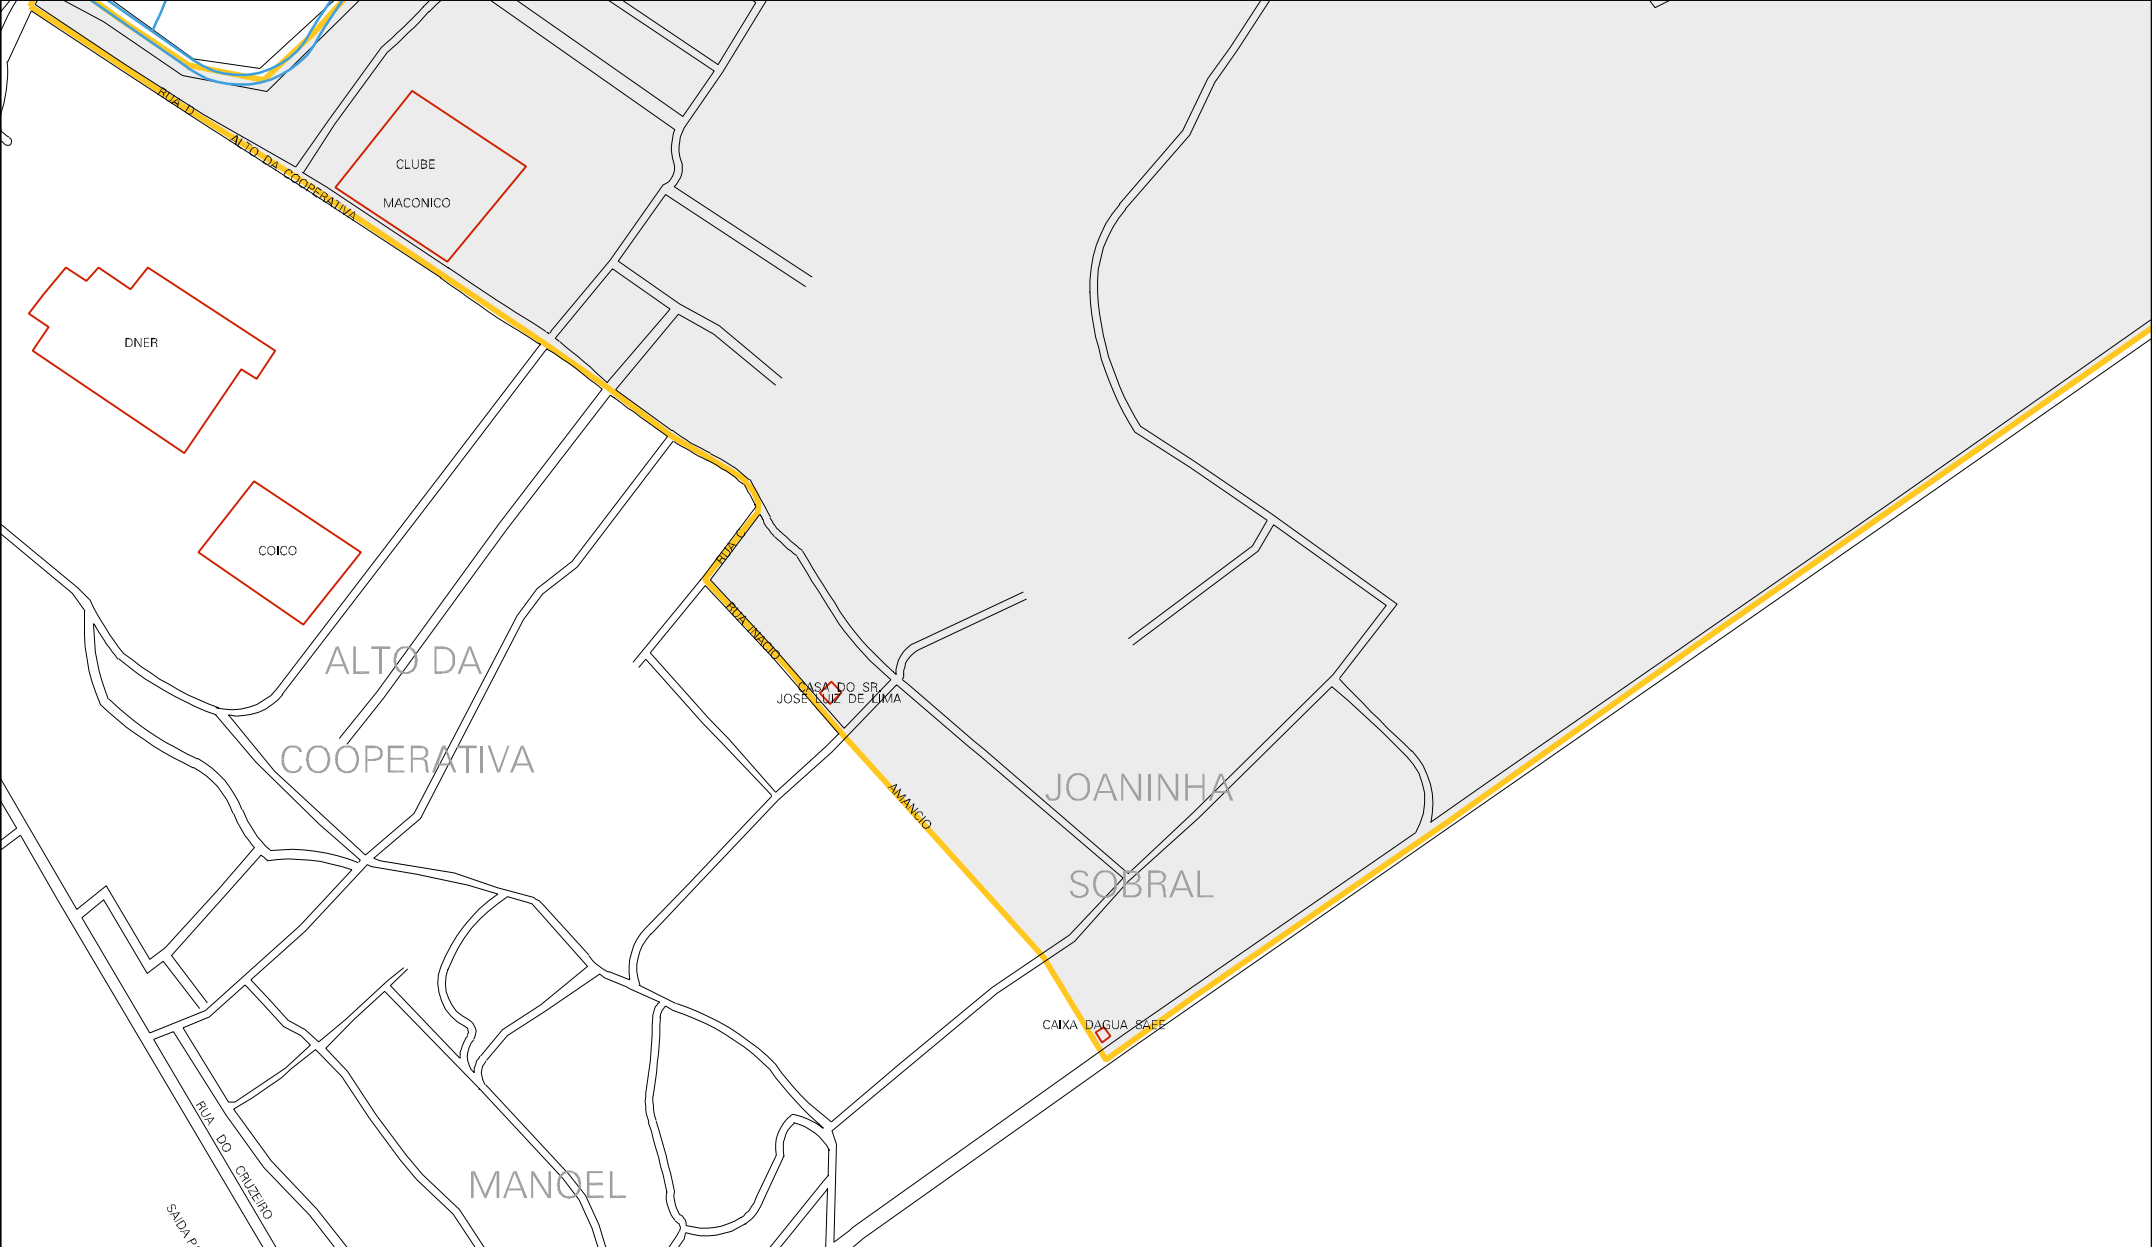 RUA D
ALTO DA COOPERATIVA
CLUBE
MACONICO
DNER
COICO
RUA C
RUA INACIO
ALTO DA
COOPERATIVA
CASA DO SR.
JOSE LUIZ DE LIMA
AMANCIO
JOANINHA
SOBRAL
CAIXA DAGUA SAEE
RUA DO CRUZEIRO
MANOEL
SAIDA